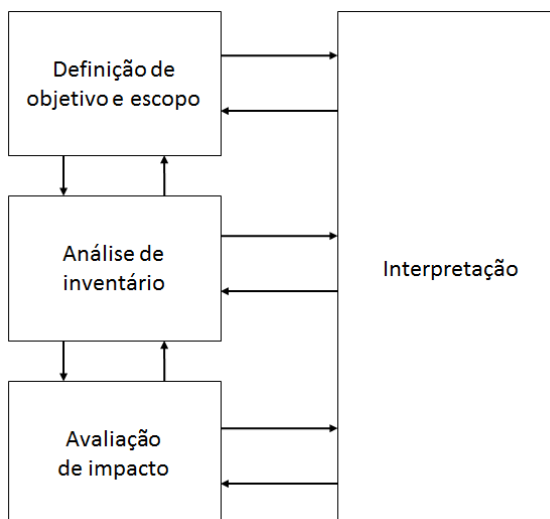 Definição de
objetivo e escopo
Análise de
inventário
Interpretação
Avaliação
de impacto